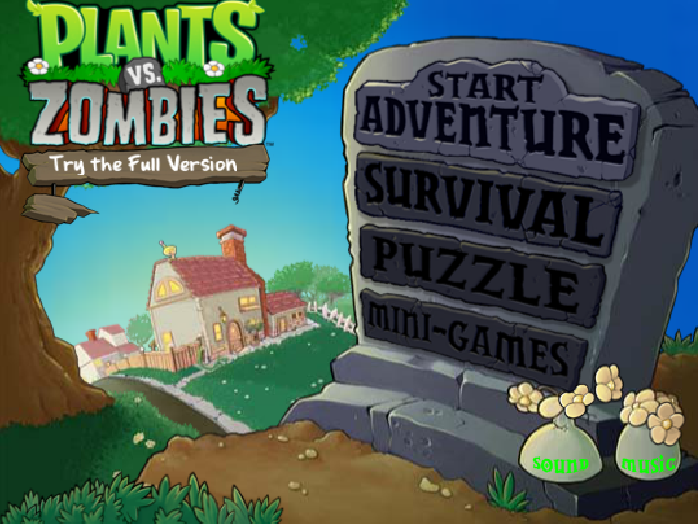 PLANTS
VS.
ZOMBIES
Try the Full Version
START
ADVENTURE
SURVIVAL
PUZZLE
MINI-GAMES
sound
music